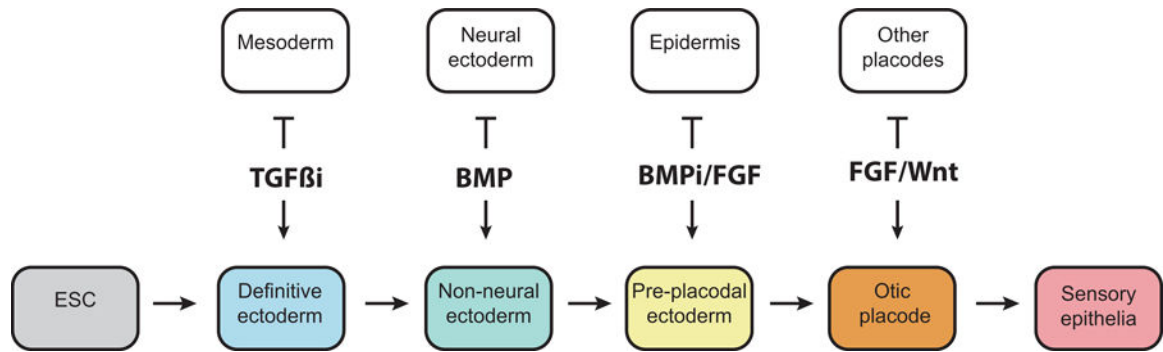 Mesoderm
Neural
ectoderm
Epidermis
Other
placodes
TGFßi
BMP
BMPi/FGF
FGF/Wnt
ESC
Definitive
ectoderm
Non-neural
ectoderm
Pre-placodal
ectoderm
Otic
placode
Sensory
epithelia